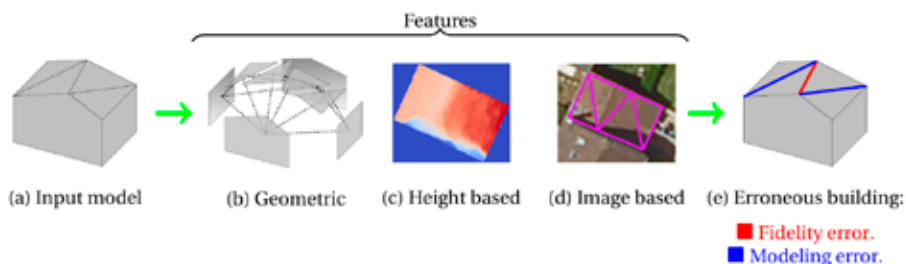 Features
(a) Input model
(b) Geometric
(c) Height based
(d) Image based
(e) Erroneous building:
Fidelity error.
Modeling error.